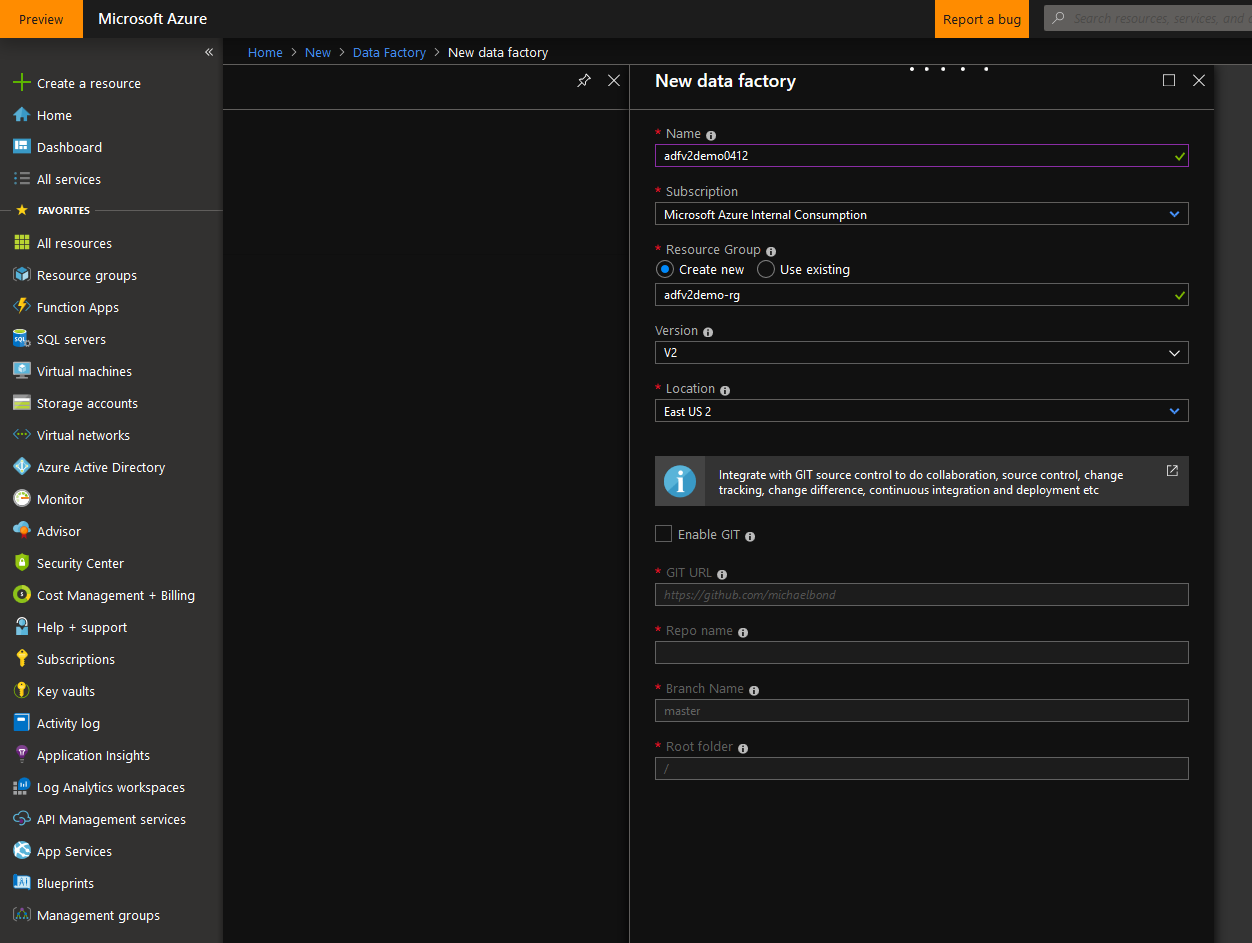 Preview
Microsoft Azure
Report a bug
Search resources, services, and
Home > New > Data Factory > New data factory
Create a resource
Home
Dashboard
All services
FAVORITES
All resources
Resource groups
Function Apps
SQL servers
Virtual machines
Storage accounts
Virtual networks
Azure Active Directory
Monitor
Advisor
Security Center
Cost Management + Billing
Help + support
Subscriptions
Key vaults
Activity log
Application Insights
Log Analytics workspaces
API Management services
App Services
Blueprints
Management groups
New data factory
* Name
adfv2demo0412
* Subscription
Microsoft Azure Internal Consumption
* Resource Group
Create new Use existing
adfv2demo-rg
Version
V2
* Location
East US 2
Integrate with GIT source control to do collaboration, source control, change
tracking, change difference, continuous integration and deployment etc
Enable GIT
* GIT URL
https://github.com/michaelbond
* Repo name
* Branch Name
master
* Root folder
/